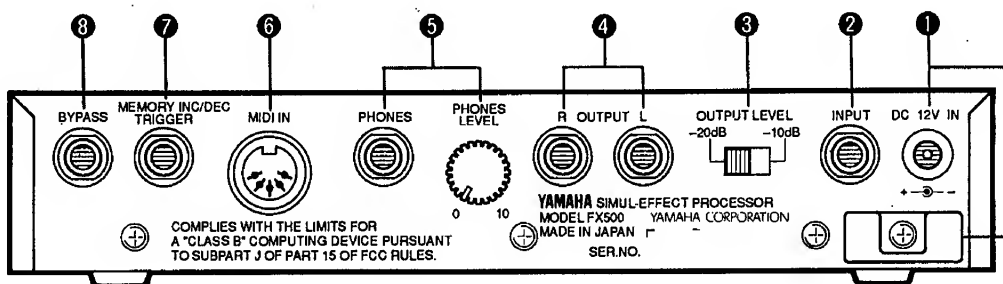 8 7 6 5 4 3 2 1
BYPASS
MEMORY INC/DEC
TRIGGER
MIDI IN
PHONES
PHONES
LEVEL
R OUTPUT L
OUTPUT LEVEL
-20dB -10dB
INPUT
DC 12V IN
+ -
0 10
YAMAHA SIMUL-EFFECT PROCESSOR
MODEL FX500 YAMAHA CORPORATION
MADE IN JAPAN
SER.NO.
COMPLIES WITH THE LIMITS FOR
A "CLASS B" COMPUTING DEVICE PURSUANT
TO SUBPART J OF PART 15 OF FCC RULES.